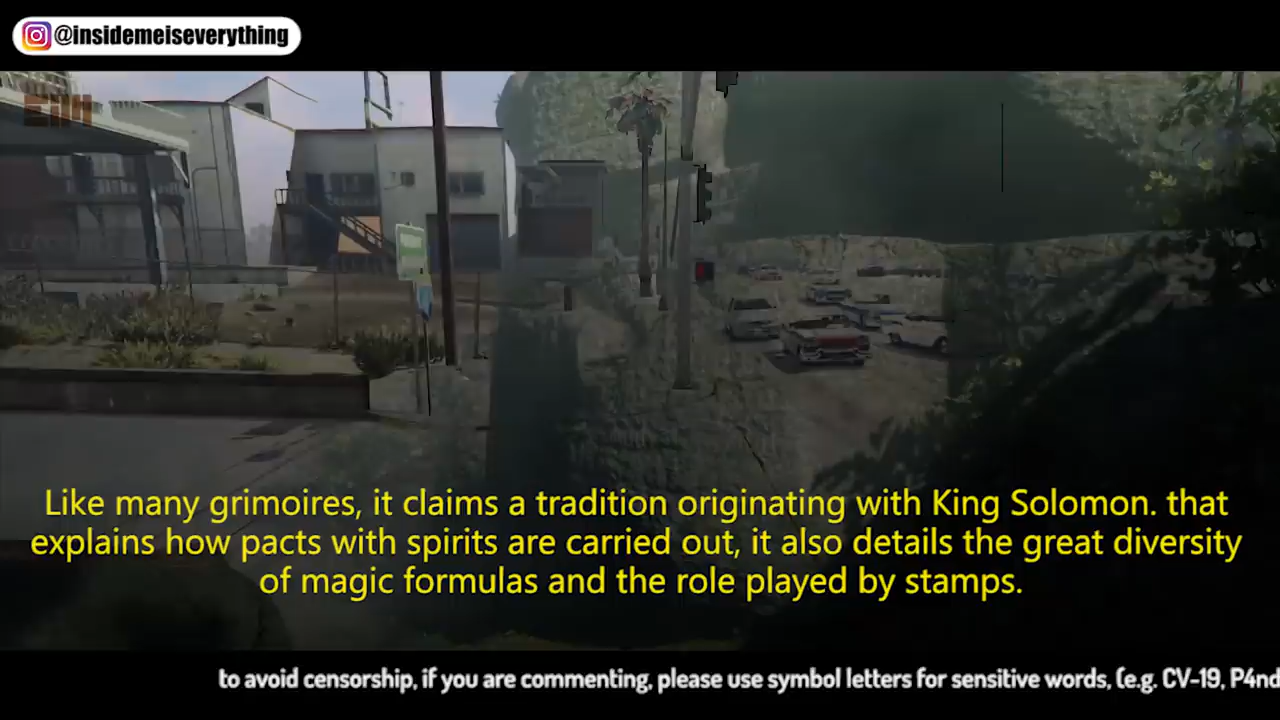 @insidemeiseverything
EiM
Like many grimoires, it claims a tradition originating with King Solomon. that
explains how pacts with spirits are carried out, it also details the great diversity
of magic formulas and the role played by stamps.
to avoid censorship, if you are commenting, please use symbol letters for sensitive words, (e.g. CV-19, P4nd